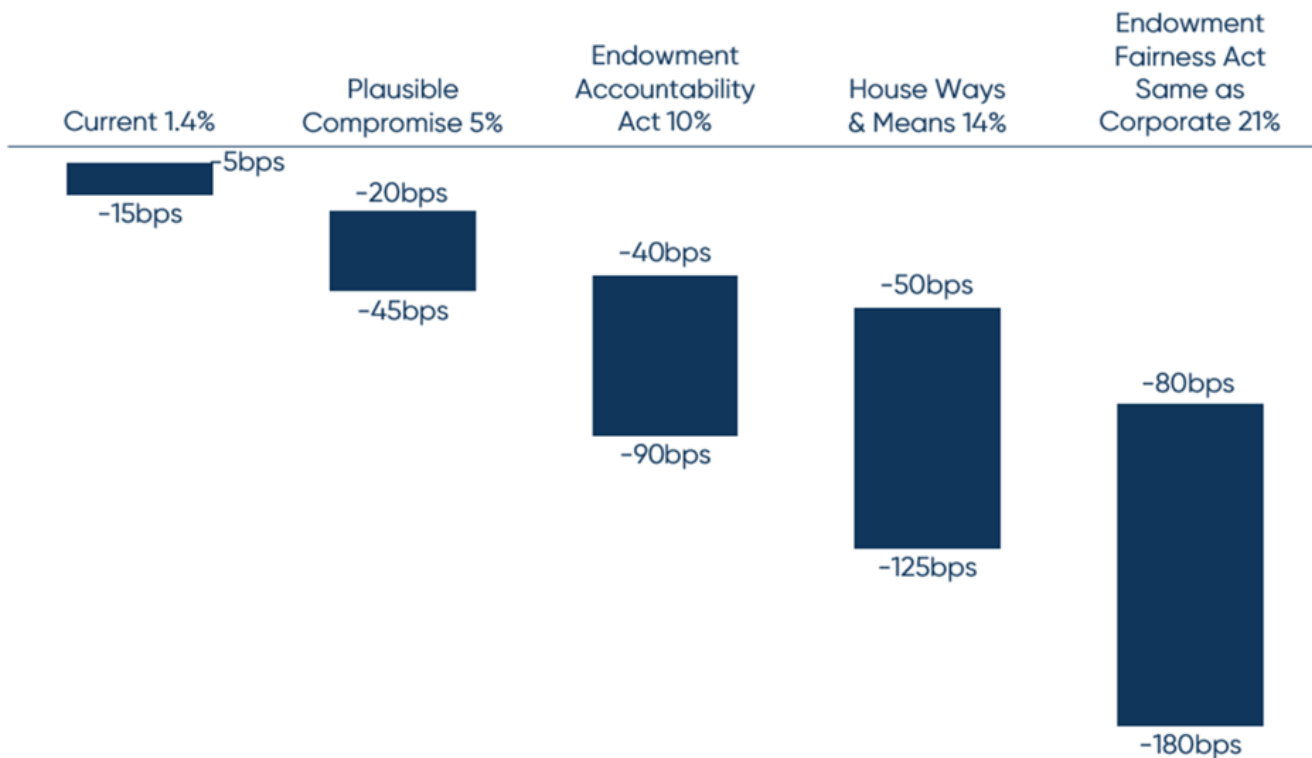 Current 1.4%
Plausible
Compromise 5%
Endowment
Accountability
Act 10%
House Ways
& Means 14%
Endowment
Fairness Act
Same as
Corporate 21%
-5bps
-15bps
-20bps
-45bps
-40bps
-90bps
-50bps
-125bps
-80bps
-180bps